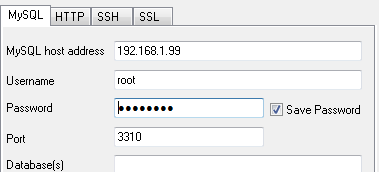 MySQL HTTP SSH SSL
MySQL host address 192.168.1.99
Username root
Password ●●●●●●●● Save Password
Port 3310
Database(s)